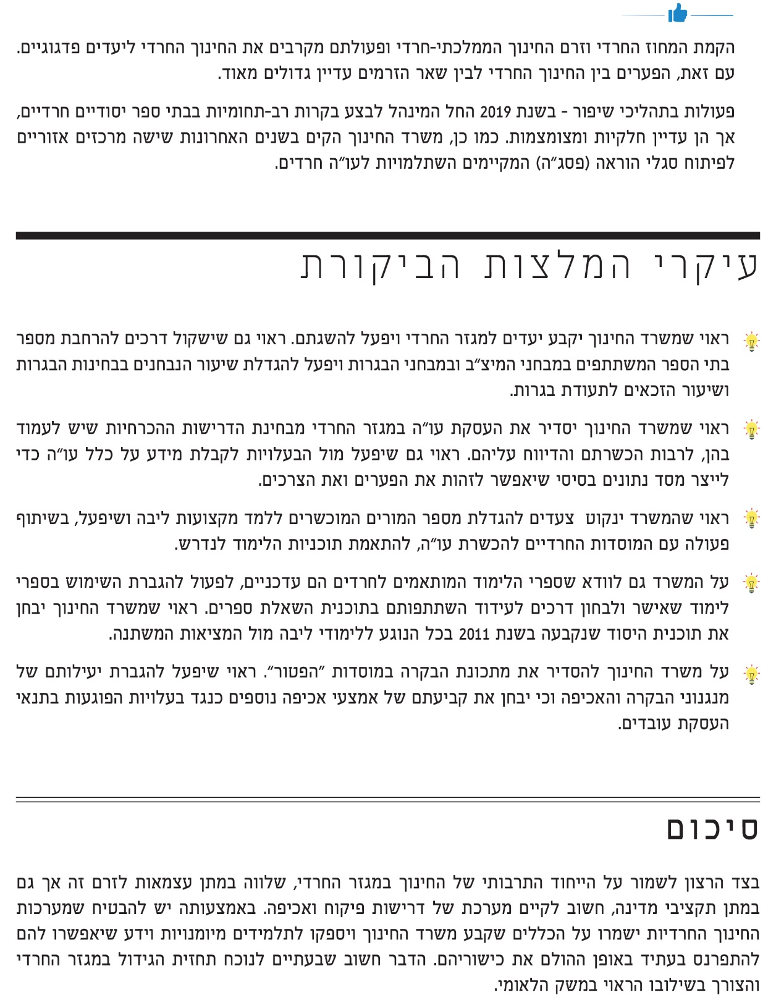 הקמת המחוז החרדי וזרם החינוך הממלכתי-חרדי ופעולתם מקרבים את החינוך החרדי ליעדים פדגוגיים.
עם זאת, הפערים בין החינוך החרדי לבין שאר הזרמים עדיין גדולים מאוד.
פעולות בתהליכי שיפור - בשנת 2019 החל המינהל לבצע בקרות רב-תחומיות בבתי ספר יסודיים חרדיים,
אך הן עדיין חלקיות ומצומצמות. כמו כן, משרד החינוך הקים בשנים האחרונות שישה מרכזים אזוריים
לפיתוח סגלי הוראה (פסג"ה) המקיימים השתלמויות לעו"ה חרדים.
עיקרי המלצות הביקורת
ראוי שמשרד החינוך יקבע יעדים למגזר החרדי ויפעל להשגתם. ראוי גם שישקול דרכים להרחבת מספר
בתי הספר המשתתפים במבחני המיצ"ב ובמבחני הבגרות ויפעל להגדלת שיעור הנבחנים בבחינות הבגרות
ושיעור הזכאים לתעודת בגרות.
ראוי שמשרד החינוך יסדיר את העסקת עו"ה במגזר החרדי מבחינת הדרישות ההכרחיות שיש לעמוד
בהן, לרבות הכשרתם והדיווח עליהם. ראוי גם שיפעל מול הבעלויות לקבלת מידע על כלל עו"ה כדי
לייצר מסד נתונים בסיסי שיאפשר לזהות את הפערים ואת הצרכים.
ראוי שהמשרד ינקוט  צעדים להגדלת מספר המורים המוכשרים ללמד מקצועות ליבה ושיפעל, בשיתוף
פעולה עם המוסדות החרדיים להכשרת עו"ה, להתאמת תוכניות הלימוד לנדרש.
על המשרד גם לוודא שספרי הלימוד המותאמים לחרדים הם עדכניים, לפעול להגברת השימוש בספרי
לימוד שאישר ולבחון דרכים לעידוד השתתפותם בתוכנית השאלת ספרים. ראוי שמשרד החינוך יבחן
את תוכנית היסוד שנקבעה בשנת 2011 בכל הנוגע ללימודי ליבה מול המציאות המשתנה.
על משרד החינוך להסדיר את מתכונת הבקרה במוסדות "הפטור". ראוי שיפעל להגברת יעילותם של
מנגנוני הבקרה והאכיפה וכי יבחן את קביעתם של אמצעי אכיפה נוספים כנגד בעלויות הפוגעות בתנאי
העסקת עובדים.
סיכום
בצד הרצון לשמור על הייחוד התרבותי של החינוך במגזר החרדי, שלווה במתן עצמאות לזרם זה אך גם
במתן תקציבי מדינה, חשוב לקיים מערכת של דרישות פיקוח ואכיפה. באמצעותה יש להבטיח שמערכות
החינוך החרדיות ישמרו על הכללים שקבע משרד החינוך ויספקו לתלמידים מיומנויות וידע שיאפשרו להם
להתפרנס בעתיד באופן ההולם את כישוריהם. הדבר חשוב שבעתיים לנוכח תחזית הגידול במגזר החרדי
והצורך בשילובו הראוי במשק הלאומי.